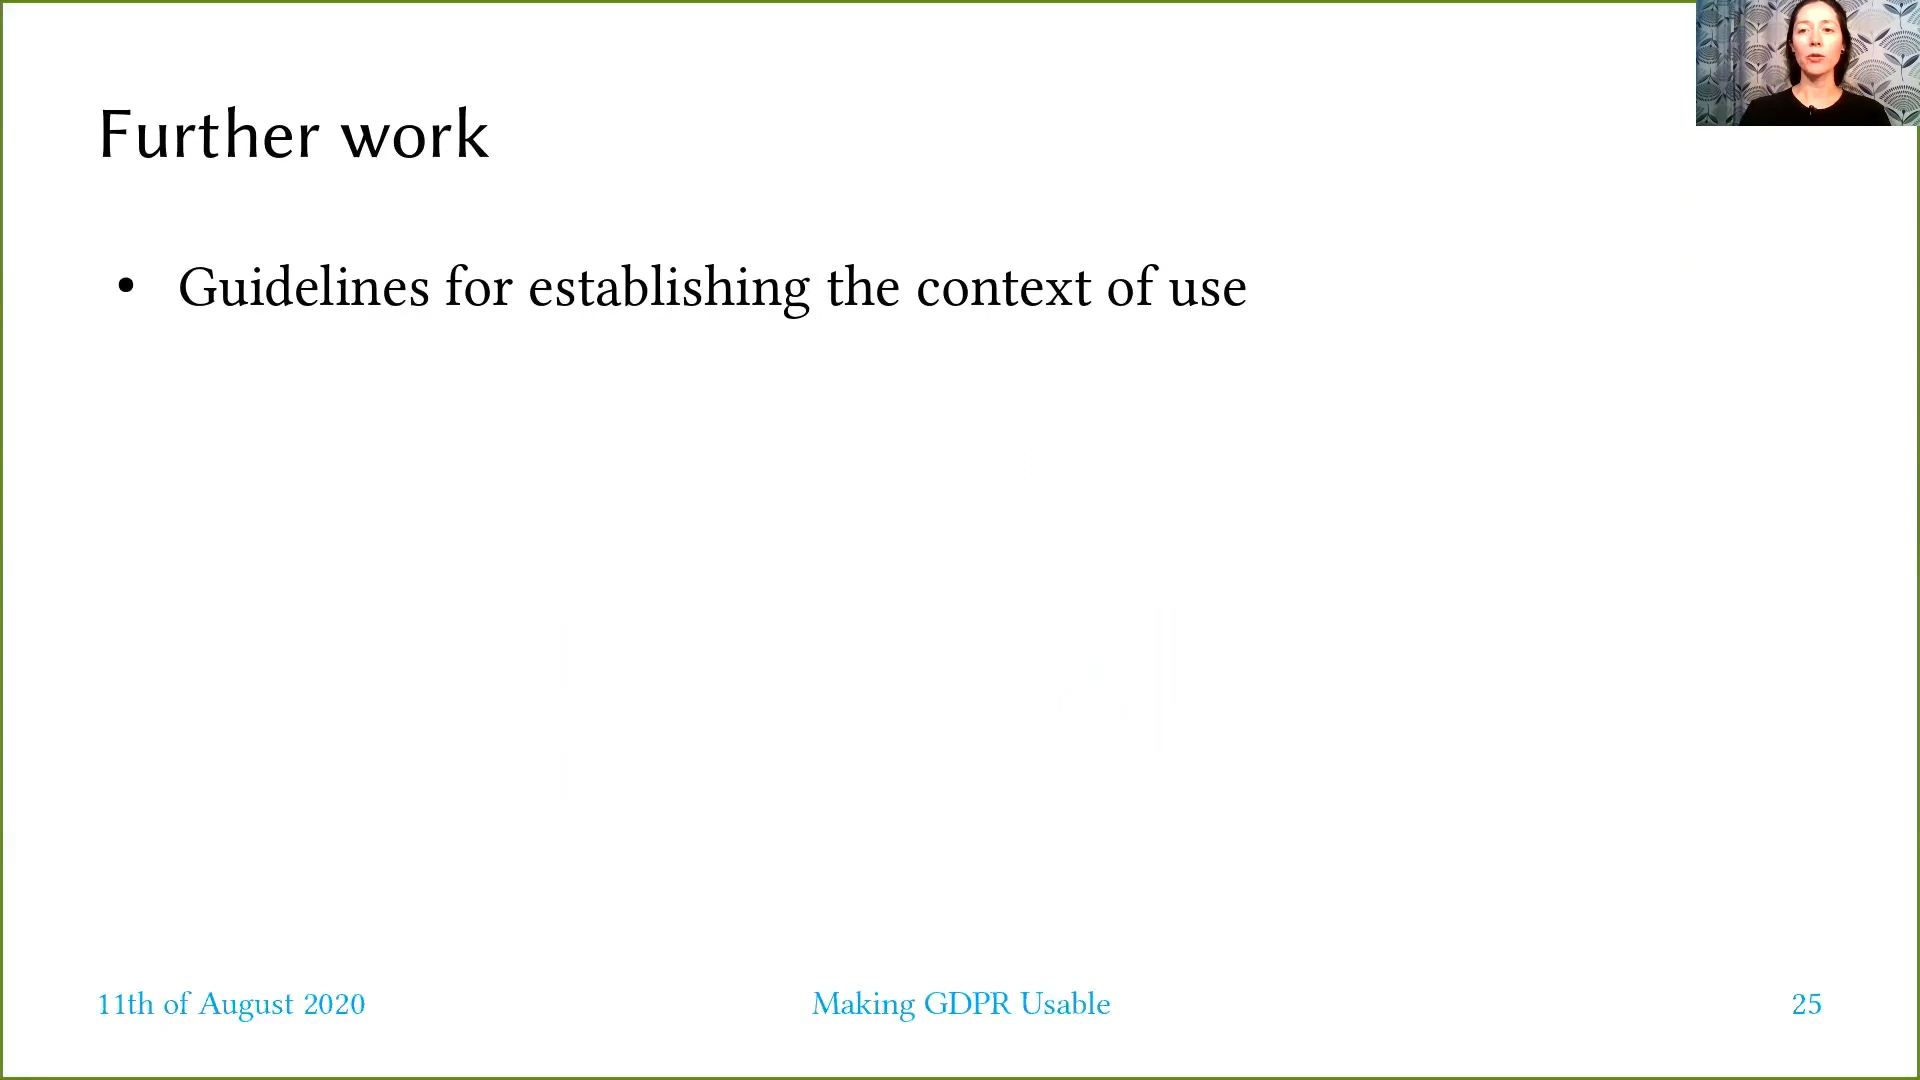 Further work
• Guidelines for establishing the context of use
11th of August 2020
Making GDPR Usable
25